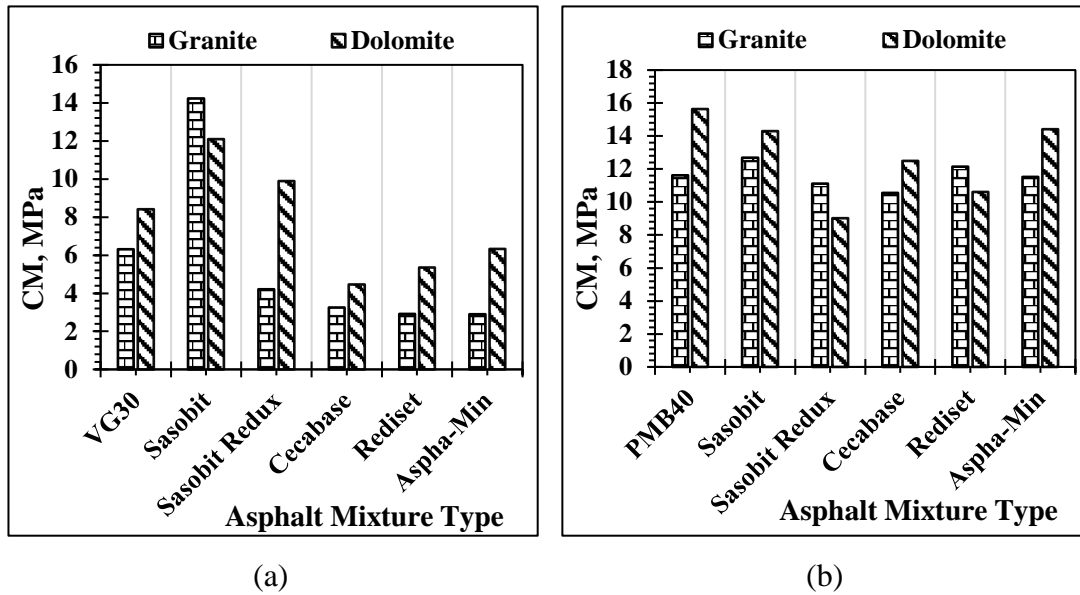 Granite Dolomite
16
14
12
10
8
6
4
2
0
CM, MPa
VG30
Sasobit
Sasobit Redux
Cecabase
Rediset
Aspha-Min
Asphalt Mixture Type
(a)
Granite Dolomite
18
16
14
12
10
8
6
4
2
0
CM, MPa
PMB40
Sasobit
Sasobit Redux
Cecabase
Rediset
Aspha-Min
Asphalt Mixture Type
(b)